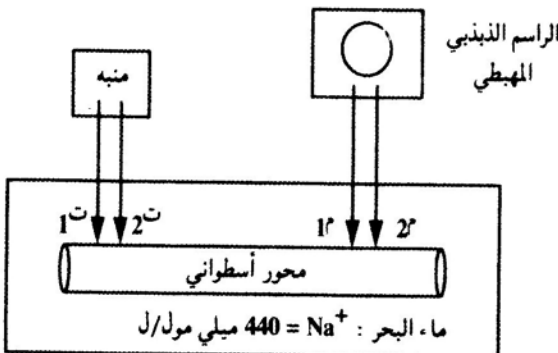 الراسم الذبذبي
المهبطي
منبه
ت1 ت2
م1 م2
محور أسطواني
ماء البحر : Na⁺ = 440 ميلي مول/ل